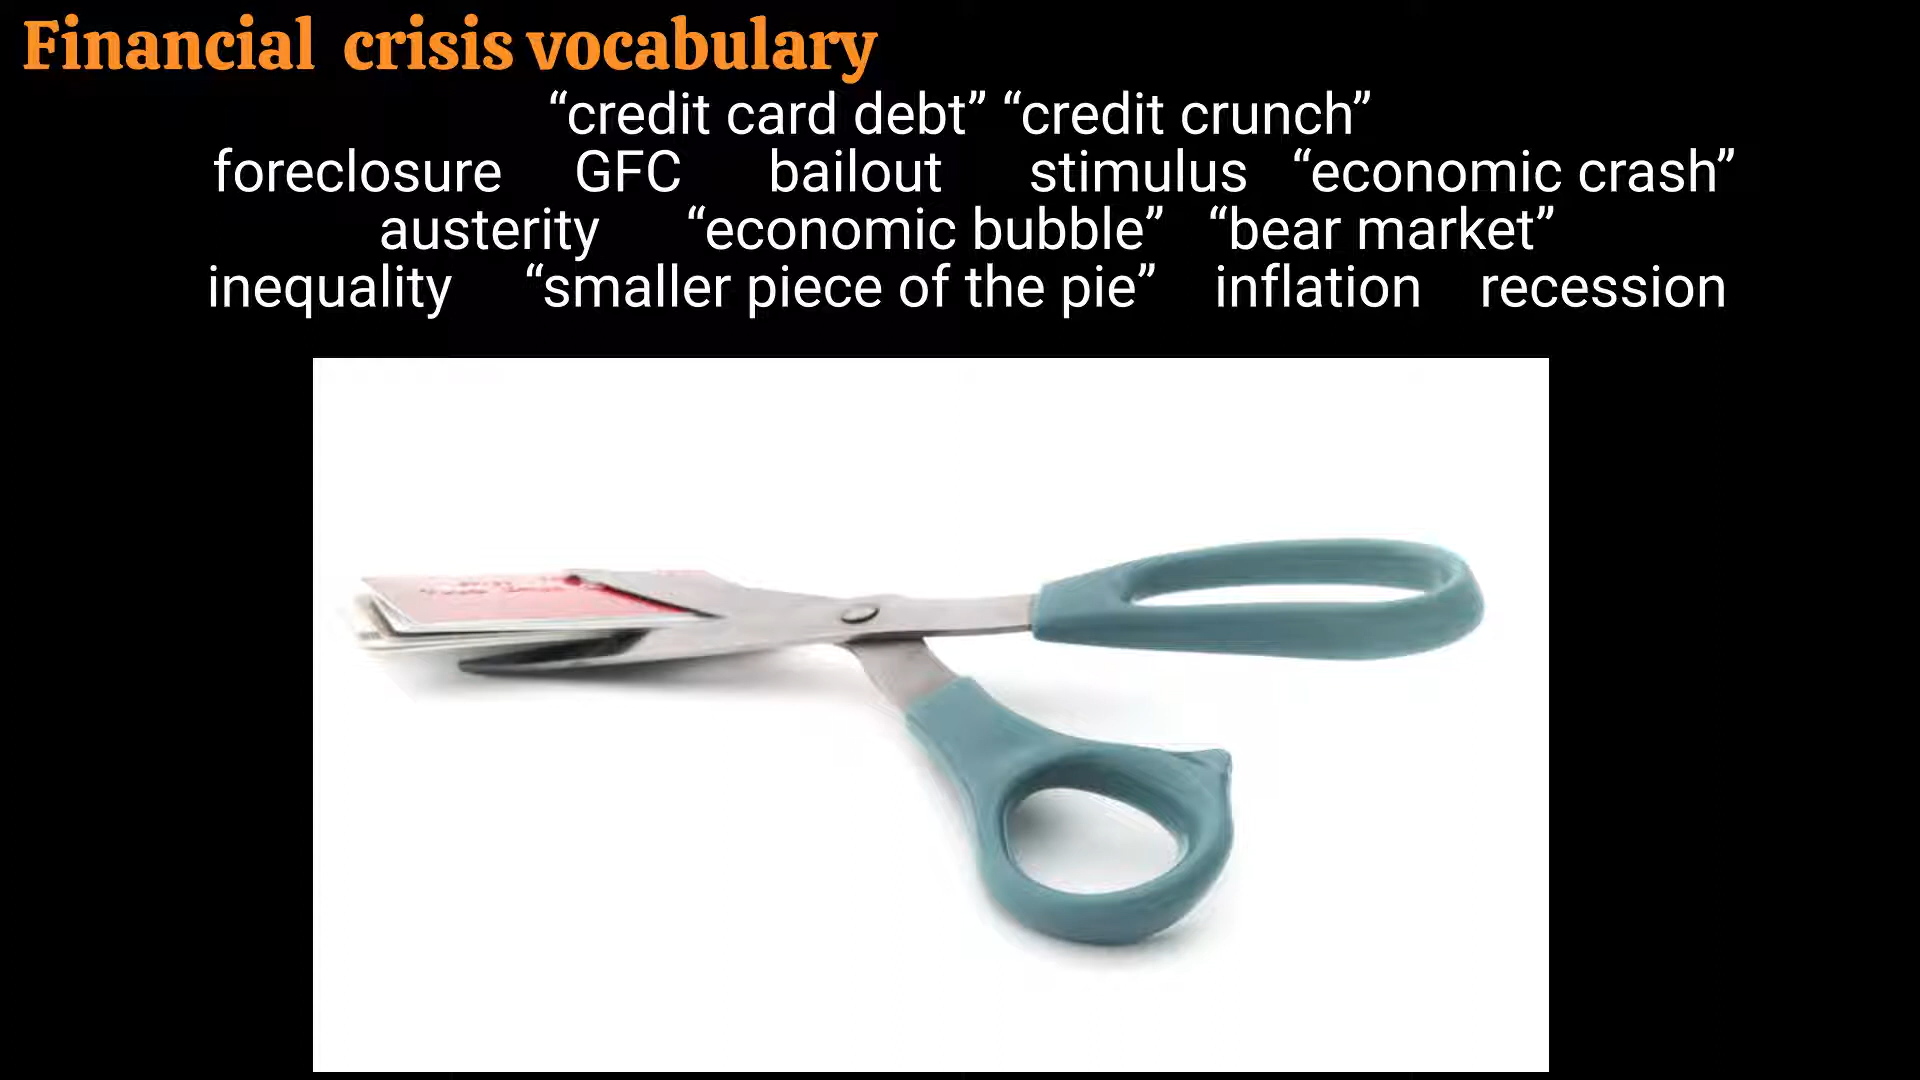 Financial crisis vocabulary
“credit card debt” “credit crunch”
foreclosure GFC bailout stimulus “economic crash”
austerity “economic bubble” “bear market”
inequality “smaller piece of the pie” inflation recession